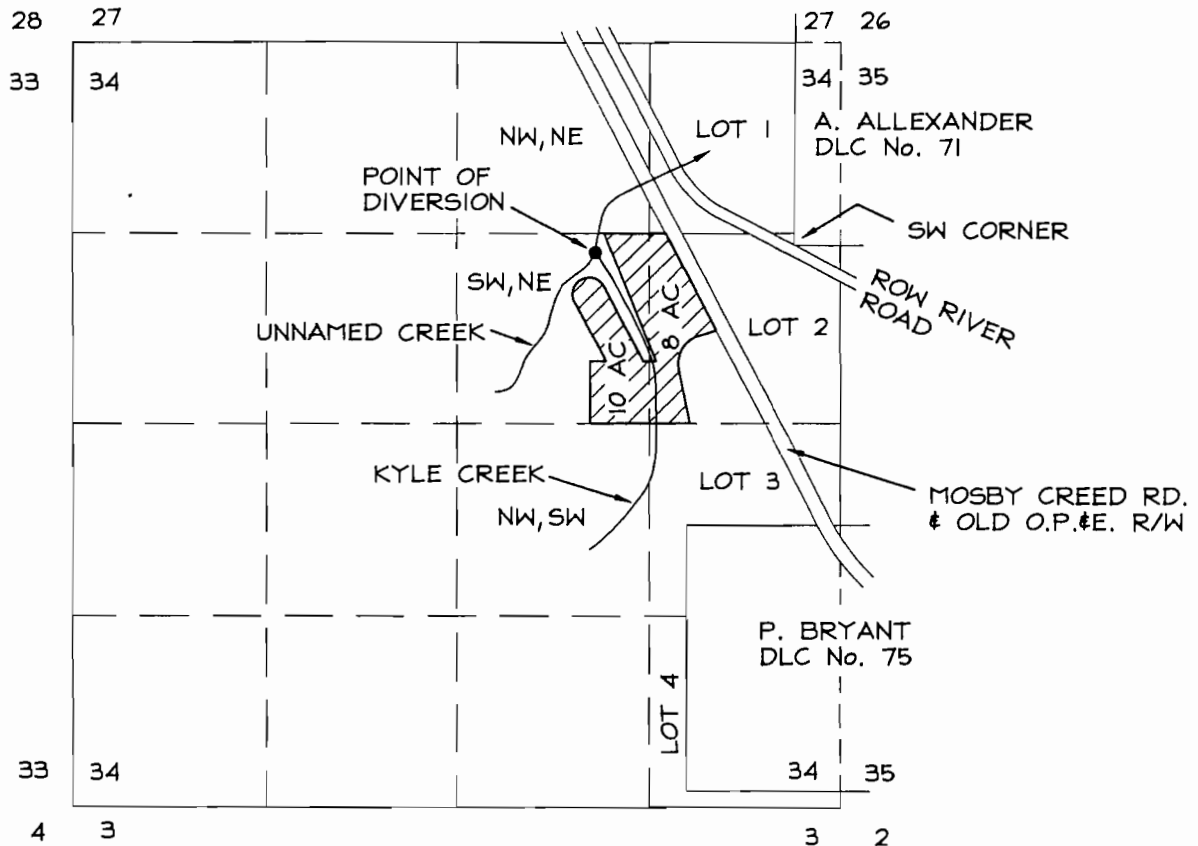 28 27
27 26
33 34
34 35
NW, NE
LOT 1
A. ALLEXANDER
DLC No. 71
POINT OF
DIVERSION
SW CORNER
SW, NE
ROW RIVER
ROAD
UNNAMED CREEK
8 AC
LOT 2
10 AC
KYLE CREEK
LOT 3
NW, SW
MOSBY CREED RD.
& OLD O.P.&E. R/W
P. BRYANT
DLC No. 75
LOT 4
33 34
34 35
4 3
3 2